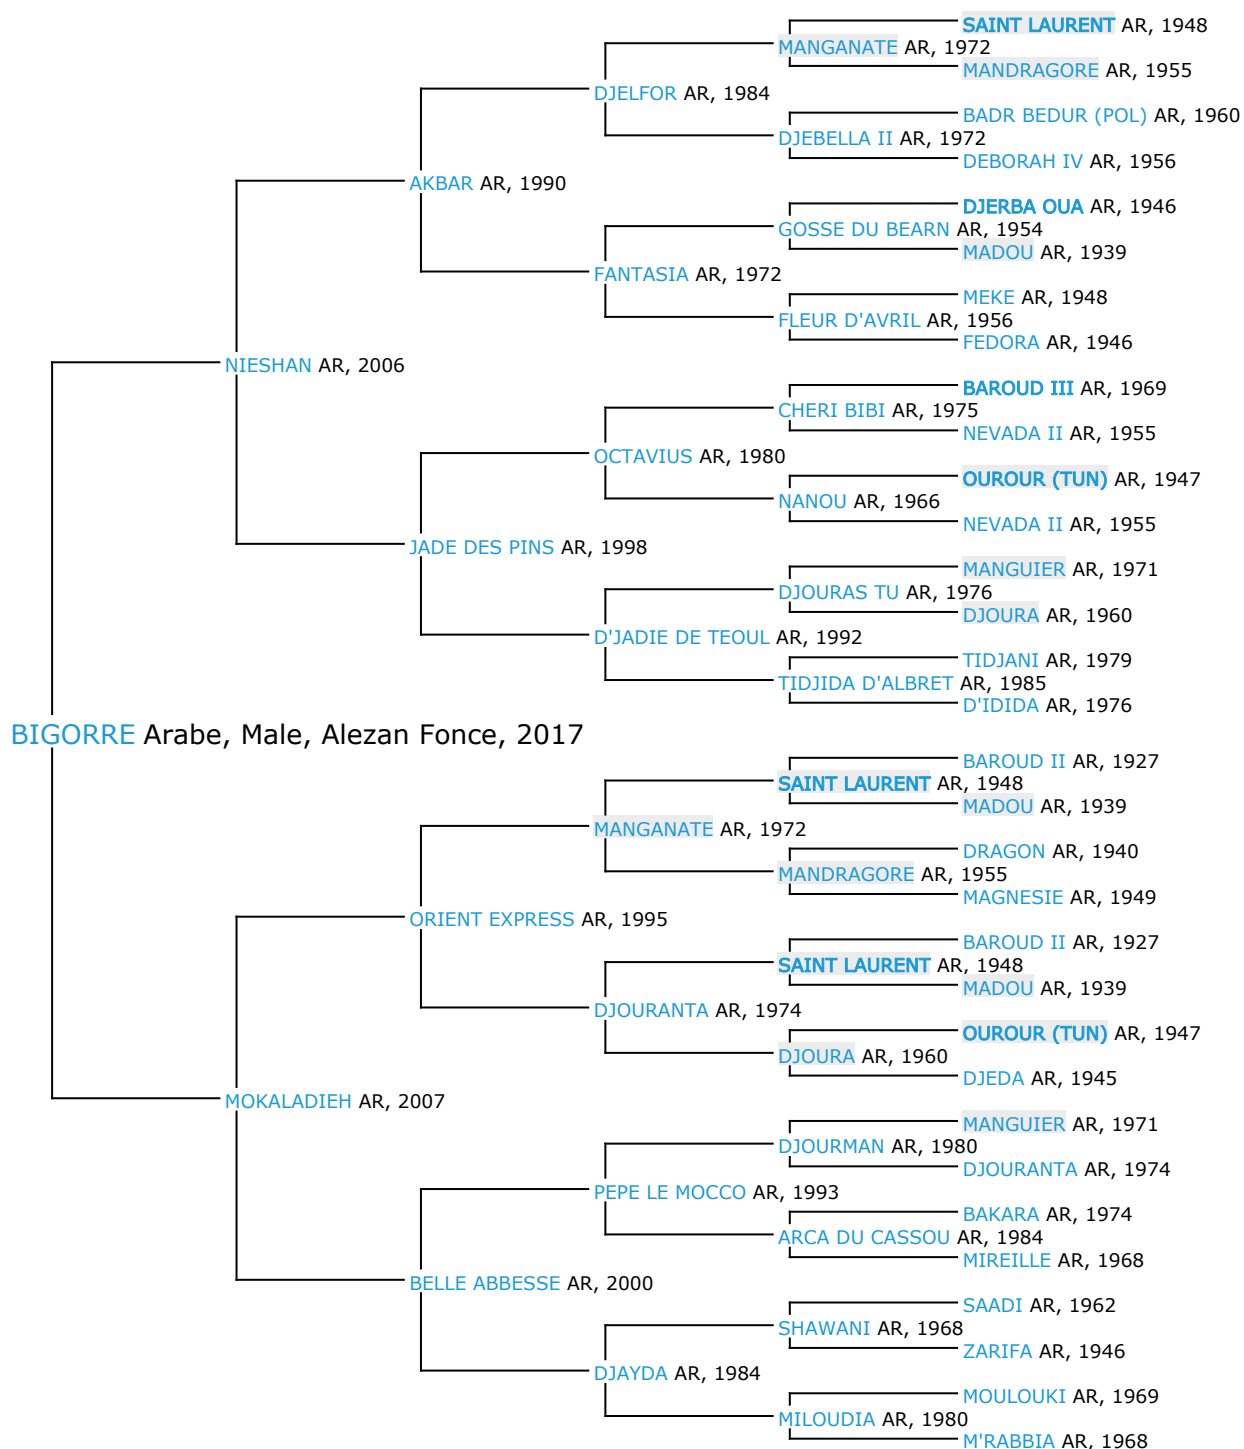 SAINT LAURENT AR, 1948
MANGANATE AR, 1972
MANDRAGORE AR, 1955
DJELFOR AR, 1984
BADR BEDUR (POL) AR, 1960
DJEBELLA II AR, 1972
DEBORAH IV AR, 1956
AKBAR AR, 1990
DJERBA OUA AR, 1946
GOSSE DU BEARN AR, 1954
MADOU AR, 1939
FANTASIA AR, 1972
MEKE AR, 1948
FLEUR D'AVRIL AR, 1956
FEDORA AR, 1946
NIESHAN AR, 2006
BAROUD III AR, 1969
CHERI BIBI AR, 1975
NEVADA II AR, 1955
OCTAVIUS AR, 1980
OUROUR (TUN) AR, 1947
NANOU AR, 1966
NEVADA II AR, 1955
JADE DES PINS AR, 1998
MANGUIER AR, 1971
DJOURAS TU AR, 1976
DJOURA AR, 1960
D'JADIE DE TEOUL AR, 1992
TIDJANI AR, 1979
TIDJIDA D'ALBRET AR, 1985
D'IDIDA AR, 1976
BIGORRE Arabe, Male, Alezan Fonce, 2017
BAROUD II AR, 1927
SAINT LAURENT AR, 1948
MADOU AR, 1939
MANGANATE AR, 1972
DRAGON AR, 1940
MANDRAGORE AR, 1955
MAGNESIE AR, 1949
ORIENT EXPRESS AR, 1995
BAROUD II AR, 1927
SAINT LAURENT AR, 1948
MADOU AR, 1939
DJOURANTA AR, 1974
OUROUR (TUN) AR, 1947
DJOURA AR, 1960
DJEDA AR, 1945
MOKALADIEH AR, 2007
MANGUIER AR, 1971
DJOURMAN AR, 1980
DJOURANTA AR, 1974
PEPE LE MOCCO AR, 1993
BAKARA AR, 1974
ARCA DU CASSOU AR, 1984
MIREILLE AR, 1968
BELLE ABBESSE AR, 2000
SAADI AR, 1962
SHAWANI AR, 1968
ZARIFA AR, 1946
DJAYDA AR, 1984
MOULOUKI AR, 1969
MILOUDIA AR, 1980
M'RABBIA AR, 1968